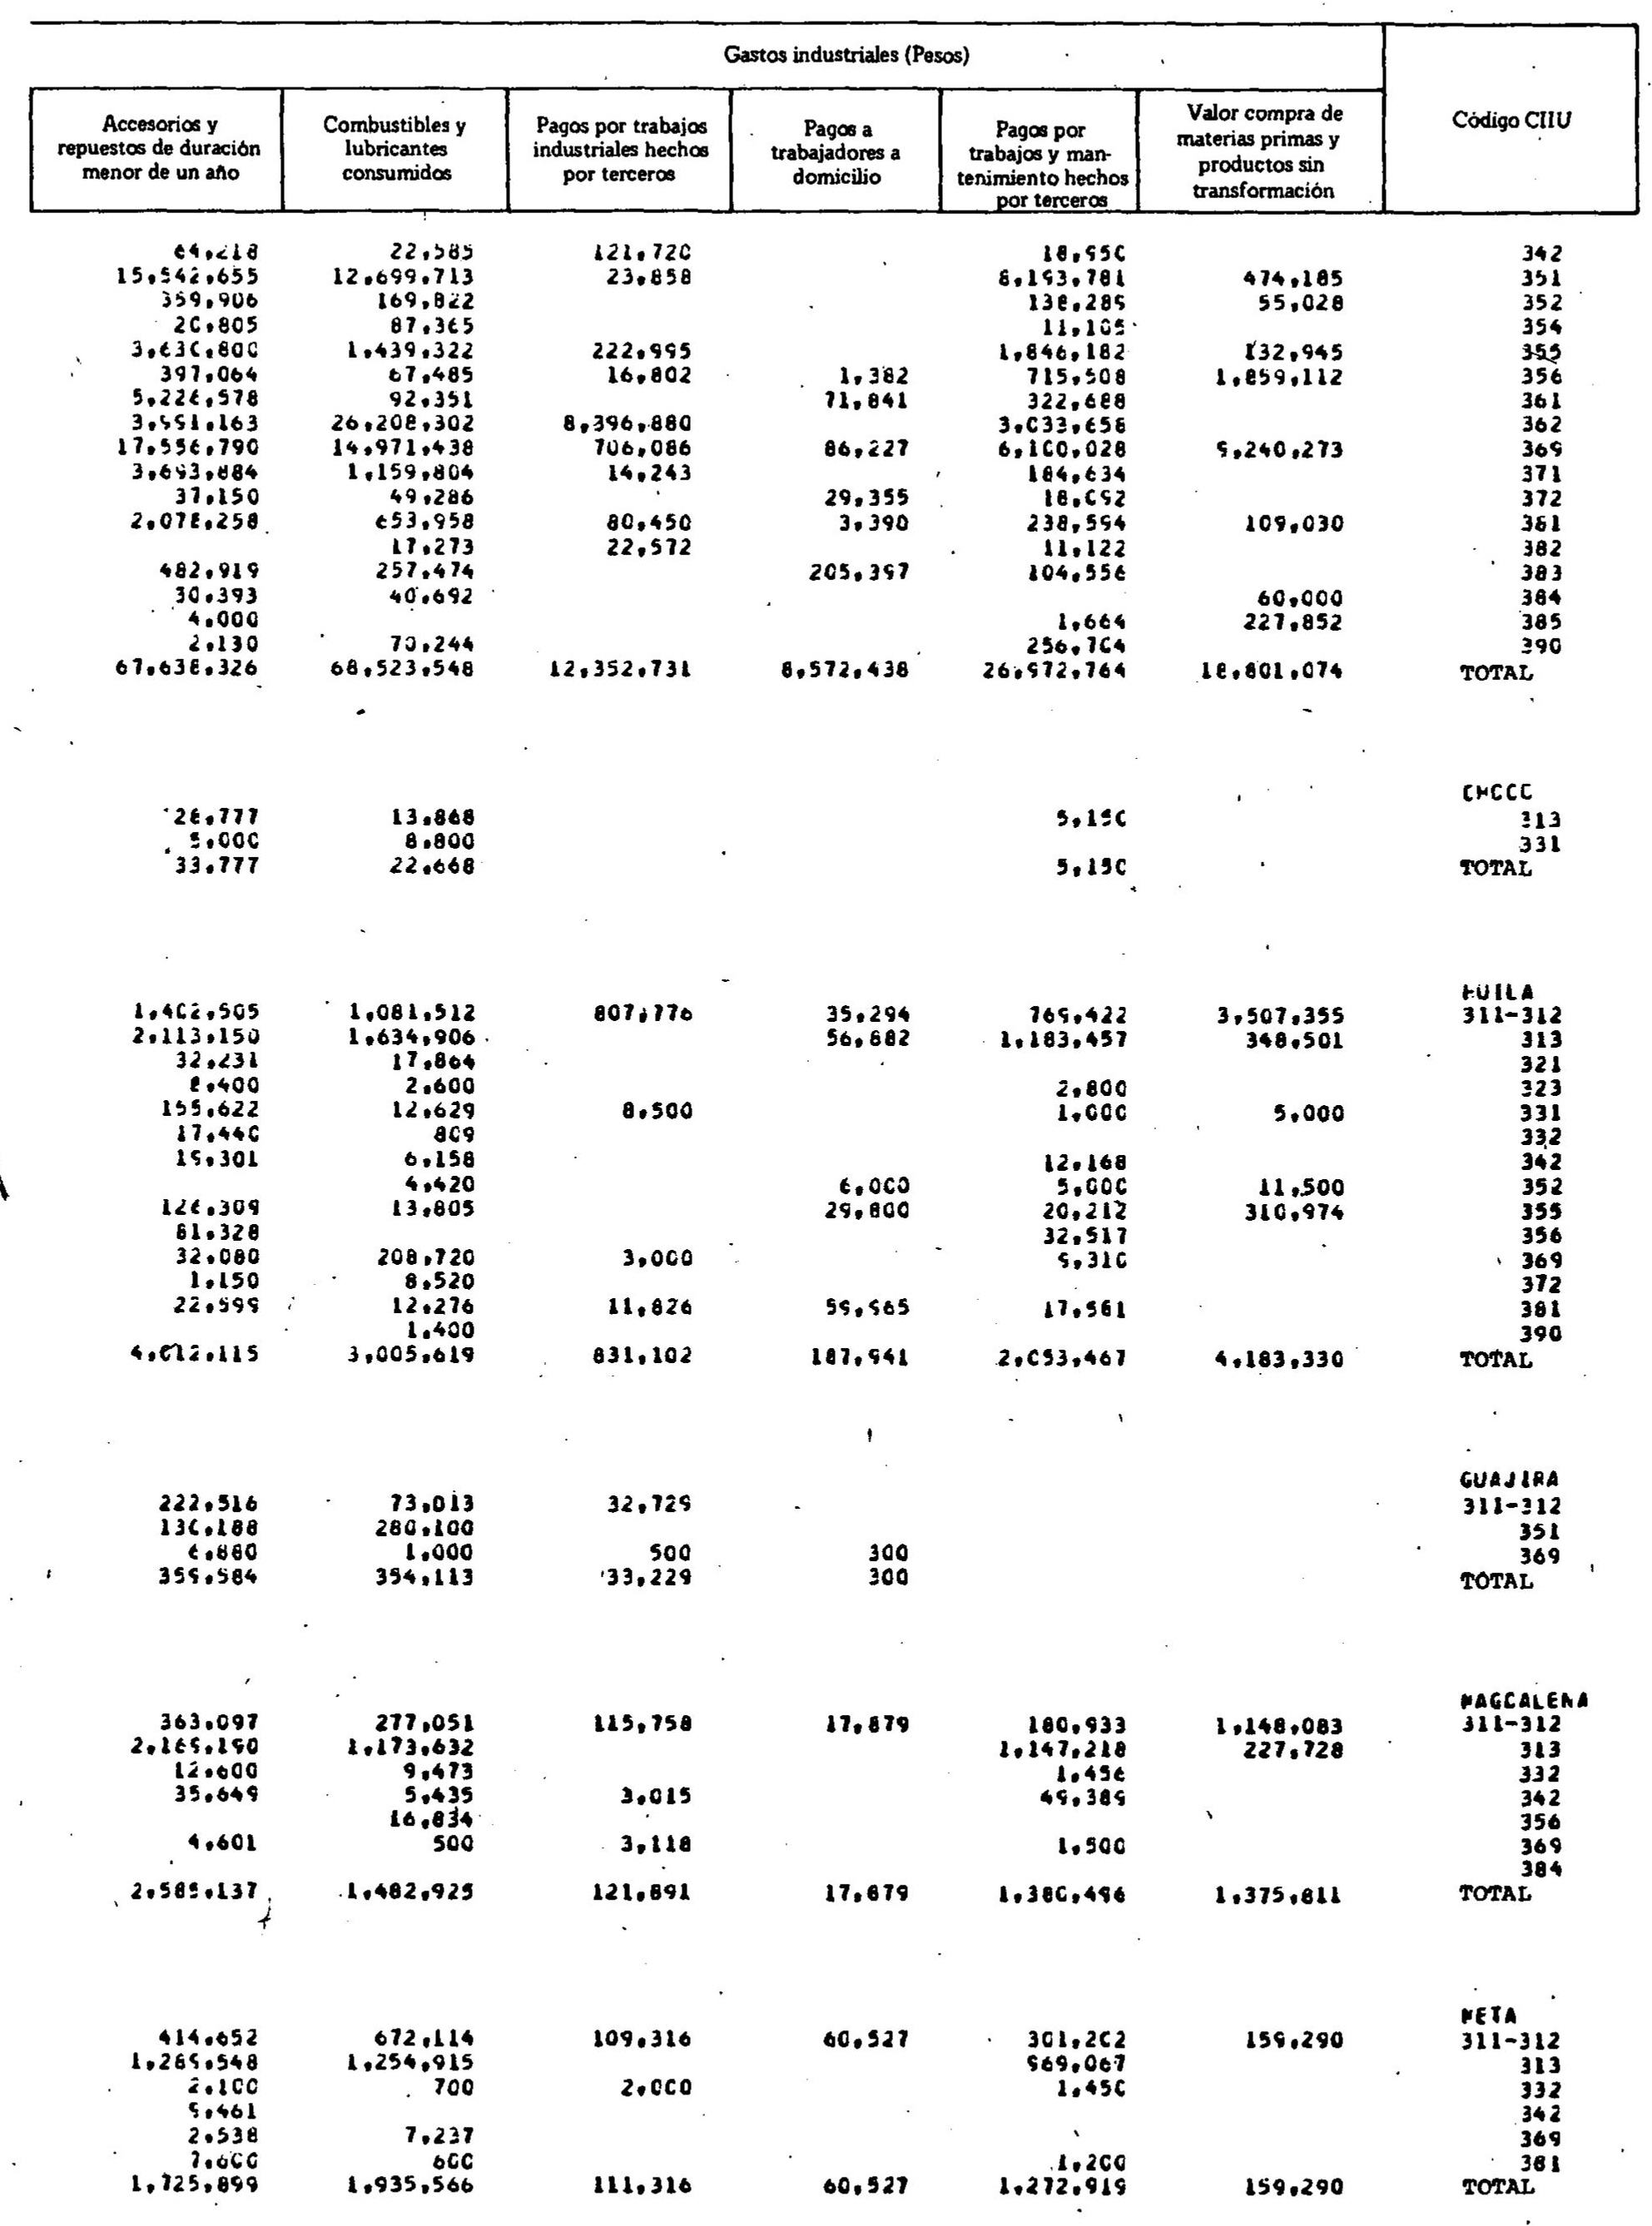 Gastos industriales (Pesos)
Accesorios y repuestos de duración menor de un año
Combustibles y lubricantes consumidos
Pagos por trabajos industriales hechos por terceros
Pagos a trabajadores a domicilio
Pagos por trabajos y man-tenimiento hechos por terceros
Valor compra de materias primas y productos sin transformación
Código CIIU
64,218 22,585 121,720 18,950 342
15,542,655 12,699,713 23,858 8,193,781 474,185 351
359,906 169,822 138,289 55,028 352
20,805 87,365 11,105 354
3,630,800 1,439,322 222,995 1,846,182 132,945 355
397,064 67,485 16,802 1,382 715,508 1,859,112 356
5,226,578 92,351 71,841 322,688 361
3,991,163 26,208,302 8,396,880 3,033,658 362
17,556,790 14,971,438 706,086 86,227 6,100,028 9,240,273 369
3,693,884 1,159,804 14,243 184,634 371
37,150 49,286 29,355 18,092 372
2,078,258 653,958 80,450 3,390 238,594 109,030 381
17,273 22,572 11,122 382
482,919 257,474 205,397 104,556 383
30,393 40,692 60,000 384
4,000 1,664 227,852 385
2,130 70,244 256,764 390
67,638,326 68,523,548 12,352,731 8,572,438 26,972,764 18,801,074 TOTAL
CHOCO
28,777 13,868 5,150 313
5,000 8,800 331
33,777 22,668 5,150 TOTAL
HUILA
1,402,505 1,081,512 807,776 35,294 769,422 3,507,355 311-312
2,113,150 1,634,906 56,882 1,183,457 348,501 313
32,231 17,864 321
8,400 2,600 2,800 323
155,622 12,629 8,500 1,000 5,000 331
17,440 809 332
19,301 6,158 12,168 342
4,420 6,000 5,000 11,500 352
126,309 13,805 29,800 20,212 310,974 355
81,328 32,517 356
32,080 208,720 3,000 9,310 369
1,150 8,520 372
22,599 12,276 11,826 59,965 17,581 381
1,400 390
4,012,115 3,005,619 831,102 187,941 2,053,467 4,183,330 TOTAL
GUAJIRA
222,516 73,013 32,729 311-312
130,188 280,100 351
6,880 1,000 500 300 369
359,584 354,113 33,229 300 TOTAL
MAGDALENA
363,097 277,051 115,758 17,879 180,933 1,148,083 311-312
2,169,190 1,173,632 1,147,218 227,728 313
12,600 9,473 1,456 332
35,649 5,435 3,015 49,389 342
16,834 356
4,601 500 3,118 1,500 369
384
2,585,137 1,482,925 121,891 17,879 1,380,496 1,375,811 TOTAL
META
414,652 672,114 109,316 60,527 301,202 159,290 311-312
1,289,548 1,254,915 969,067 313
2,100 700 2,000 1,450 332
9,461 342
2,538 7,237 369
7,600 600 1,200 381
1,725,899 1,935,566 111,316 60,527 1,272,919 159,290 TOTAL